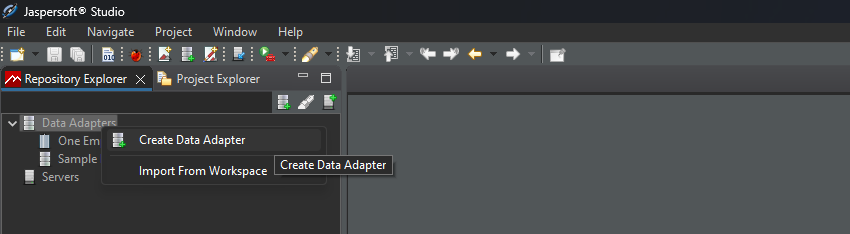 Jaspersoft® Studio
File Edit Navigate Project Window Help
010
Repository Explorer Project Explorer
Data Adapters
One Em
Create Data Adapter
Sample
Create Data Adapter
Import From Workspace
Servers